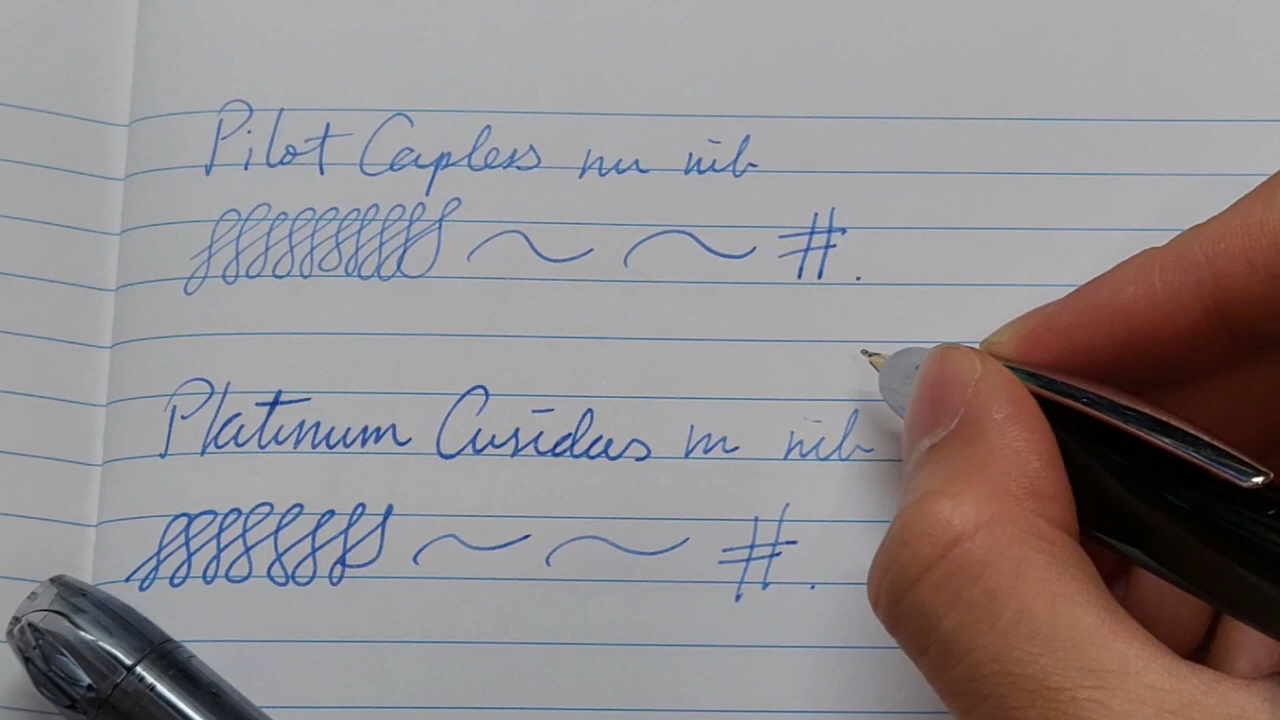 Pilot Capless m nib
~ ~ #.
Platinum Curidas m nib
~ ~ #.